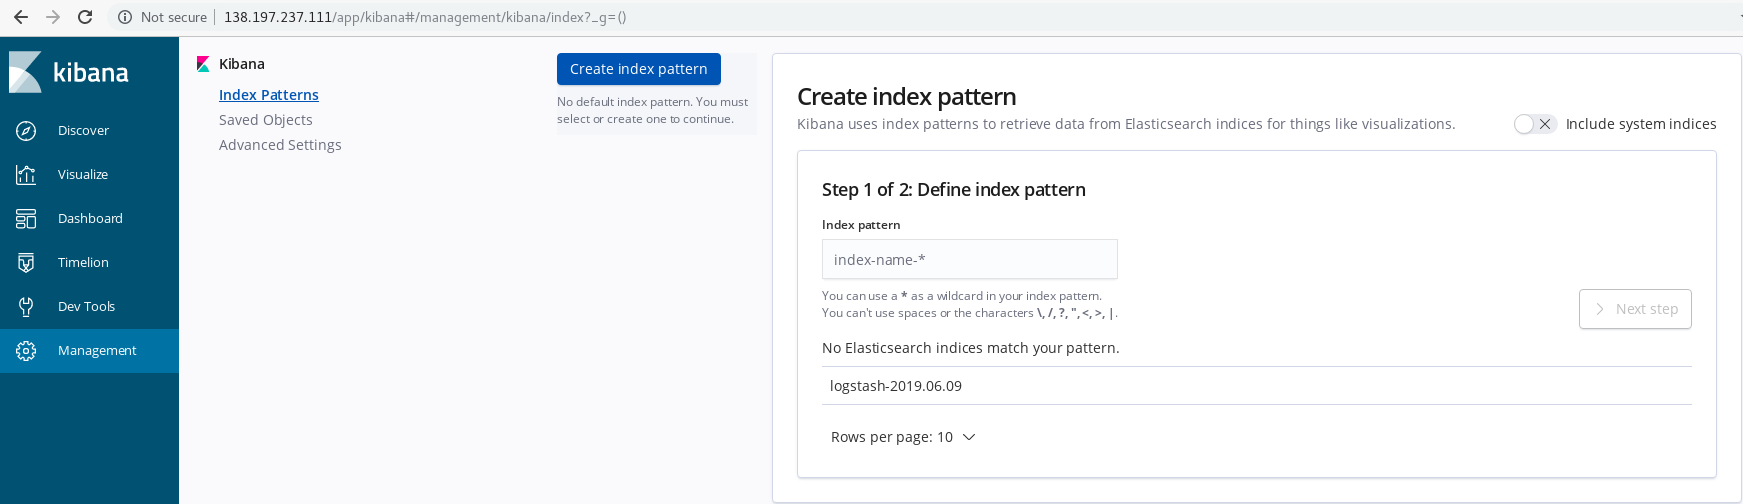 Not secure 138.197.237.111/app/kibana#/management/kibana/index?_g=()
kibana
Discover
Visualize
Dashboard
Timelion
Dev Tools
Management
Kibana
Index Patterns
Saved Objects
Advanced Settings
Create index pattern
No default index pattern. You must
select or create one to continue.
Create index pattern
Kibana uses index patterns to retrieve data from Elasticsearch indices for things like visualizations.
Include system indices
Step 1 of 2: Define index pattern
Index pattern
index-name-*
You can use a * as a wildcard in your index pattern.
You can't use spaces or the characters \, /, ?, ", <, >, |.
Next step
No Elasticsearch indices match your pattern.
logstash-2019.06.09
Rows per page: 10